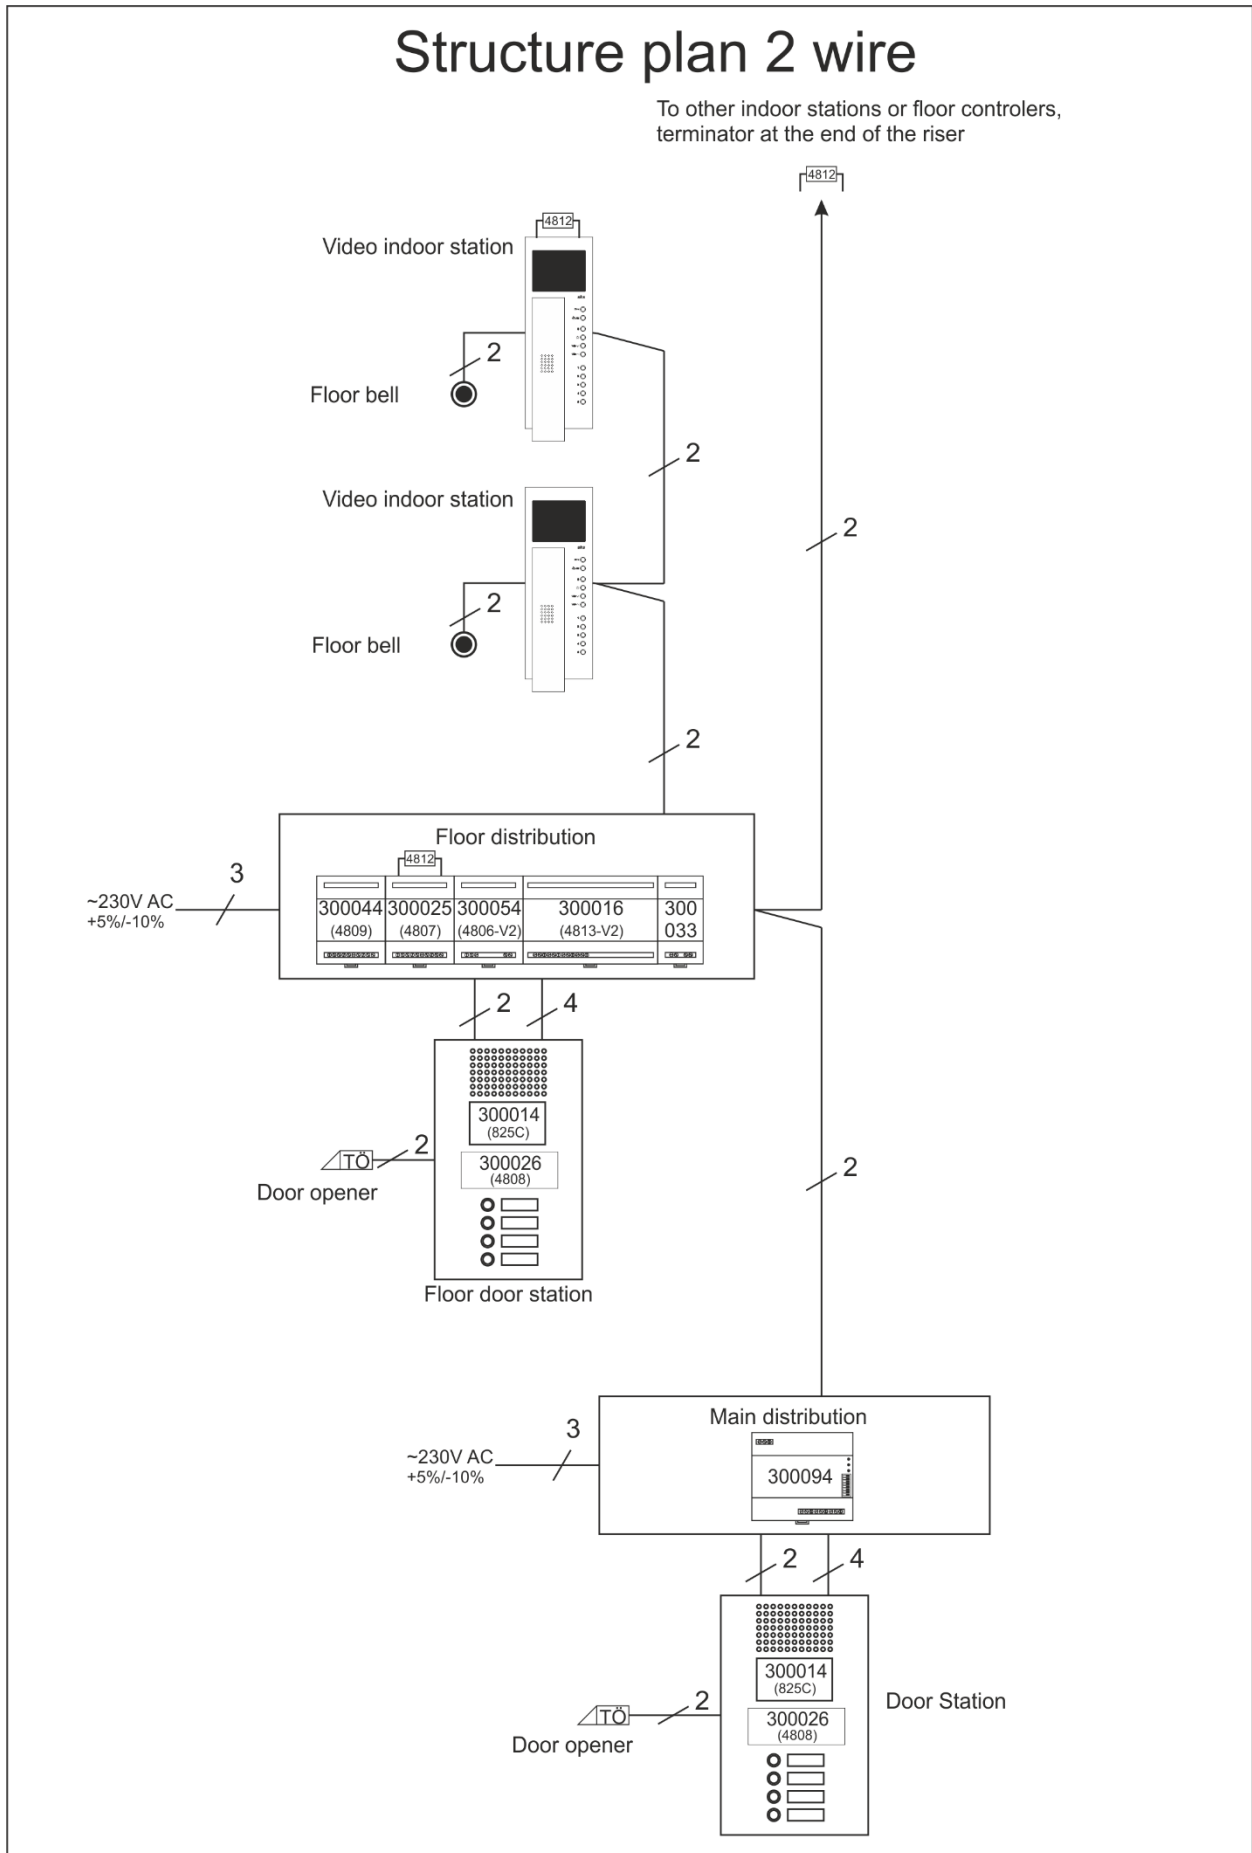 Structure plan 2 wire
To other indoor stations or floor controlers,
terminator at the end of the riser
4812
4812
Video indoor station
2
Floor bell
2
2
Video indoor station
2
Floor bell
2
Floor distribution
4812
3
~230V AC
+5%/-10%
300044
(4809)
300025
(4807)
300054
(4806-V2)
300016
(4813-V2)
300
033
2
4
300014
(825C)
2
TÖ
300026
(4808)
Door opener
2
Floor door station
Main distribution
3
~230V AC
+5%/-10%
300094
2
4
300014
(825C)
Door Station
2
TÖ
300026
(4808)
Door opener